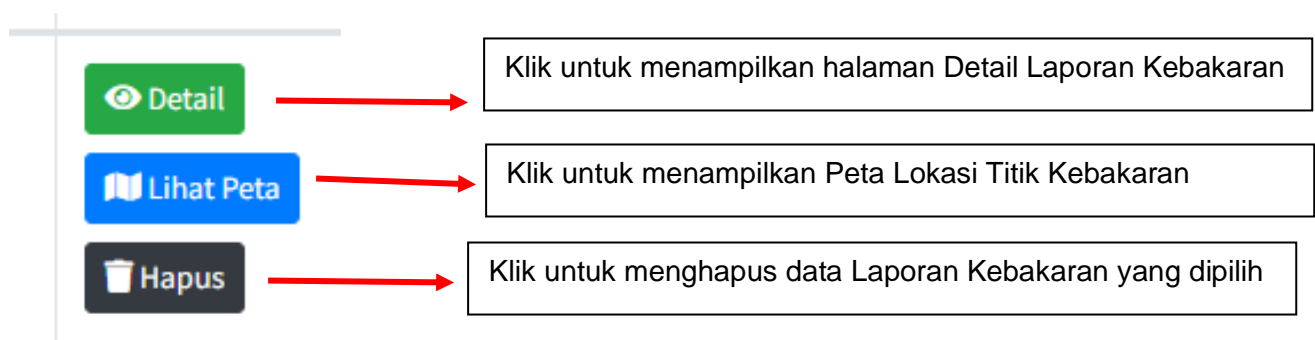 Detail
Klik untuk menampilkan halaman Detail Laporan Kebakaran
Lihat Peta
Klik untuk menampilkan Peta Lokasi Titik Kebakaran
Hapus
Klik untuk menghapus data Laporan Kebakaran yang dipilih